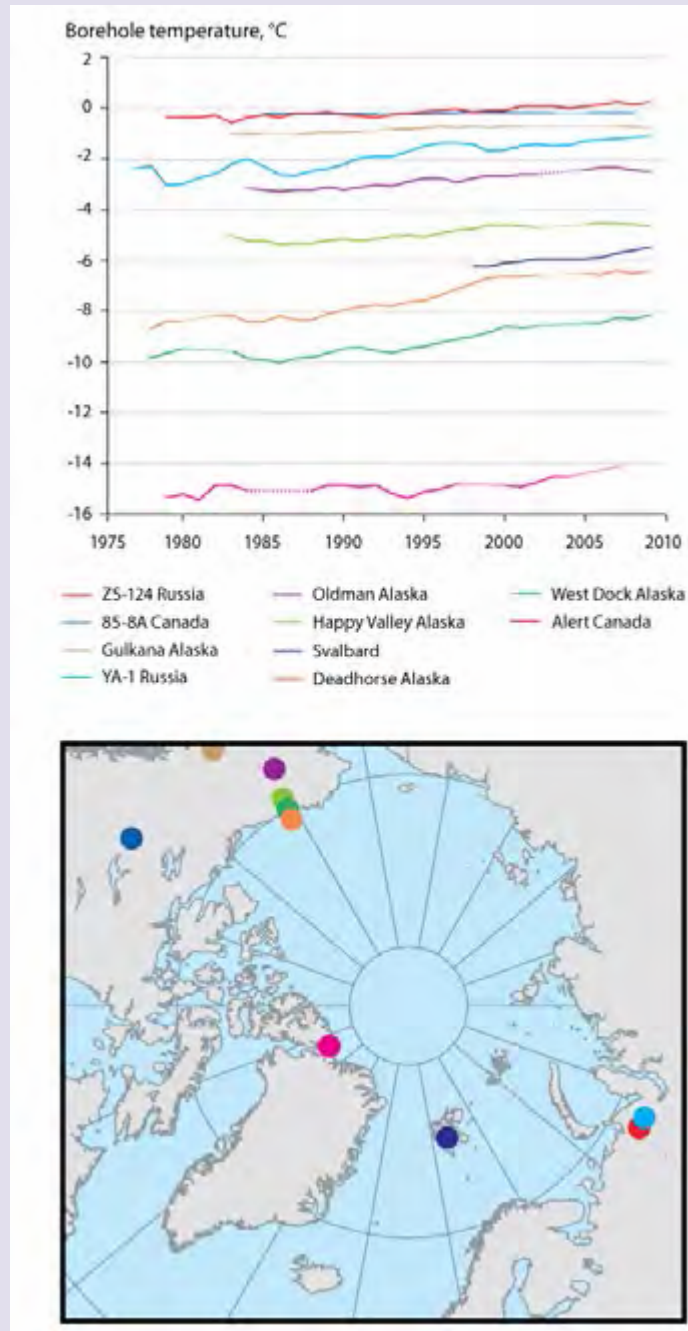 Borehole temperature, °C
2
0
-2
-4
-6
-8
-10
-12
-14
-16
1975 1980 1985 1990 1995 2000 2005 2010
ZS-124 Russia Oldman Alaska West Dock Alaska
85-8A Canada Happy Valley Alaska Alert Canada
Gulkana Alaska Svalbard
YA-1 Russia Deadhorse Alaska